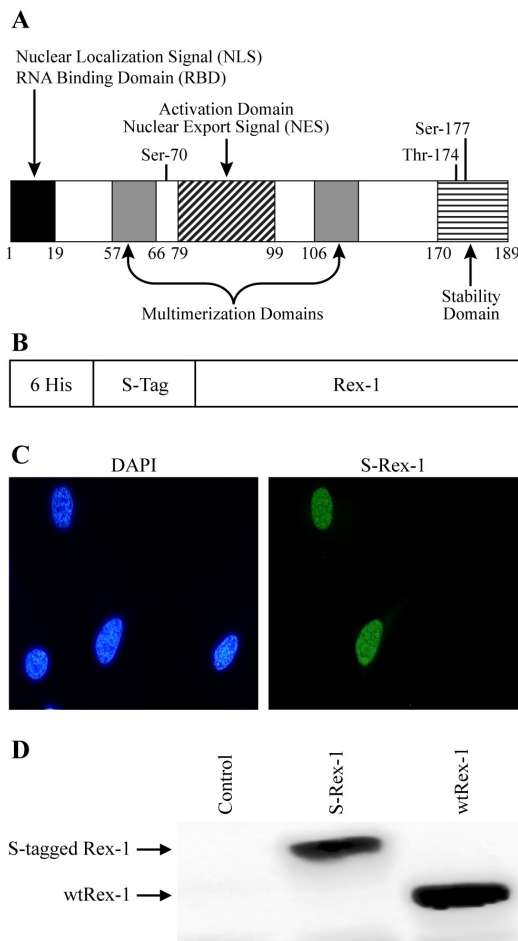 A
Nuclear Localization Signal (NLS)
RNA Binding Domain (RBD)
Activation Domain
Nuclear Export Signal (NES)
Ser-177
Ser-70
Thr-174
1 19 57 66 79 99 106 170 189
Multimerization Domains
Stability
Domain
B
6 His S-Tag Rex-1
C
DAPI S-Rex-1
D
Control S-Rex-1 wtRex-1
S-tagged Rex-1
wtRex-1